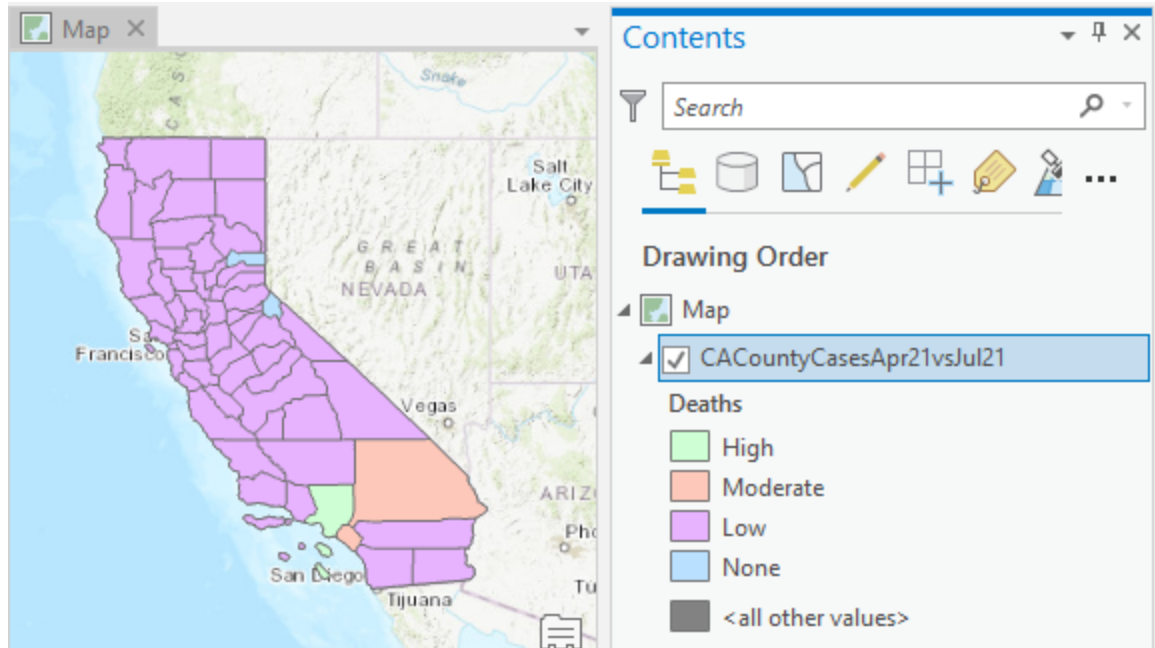 Map
Snake
Salt
Lake City
GREAT
BASIN
NEVADA
UTA
Francisco
Vegas
ARIZ
San Diego
Tijuana
Tu
Contents
Search
Drawing Order
Map
CACountyCasesApr21vsJul21
Deaths
High
Moderate
Low
None
<all other values>